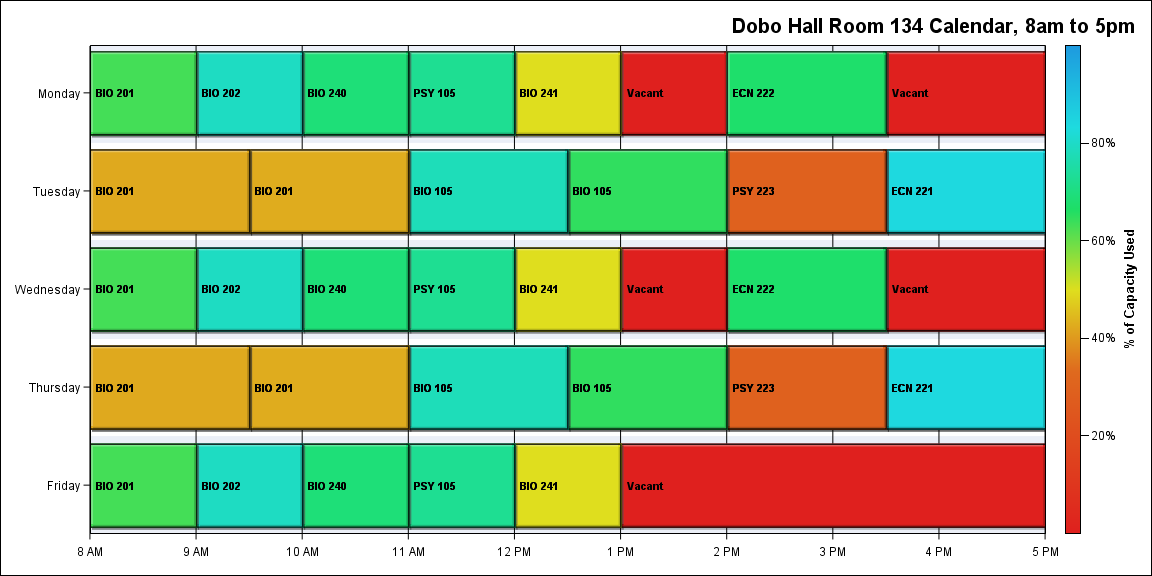 Dobo Hall Room 134 Calendar, 8am to 5pm
Monday BIO 201 BIO 202 BIO 240 PSY 105 BIO 241 Vacant ECN 222 Vacant
80%
Tuesday BIO 201 BIO 201 BIO 105 BIO 105 PSY 223 ECN 221
60%
Wednesday BIO 201 BIO 202 BIO 240 PSY 105 BIO 241 Vacant ECN 222 Vacant
% of Capacity Used
40%
Thursday BIO 201 BIO 201 BIO 105 BIO 105 PSY 223 ECN 221
20%
Friday BIO 201 BIO 202 BIO 240 PSY 105 BIO 241 Vacant
8 AM 9 AM 10 AM 11 AM 12 PM 1 PM 2 PM 3 PM 4 PM 5 PM